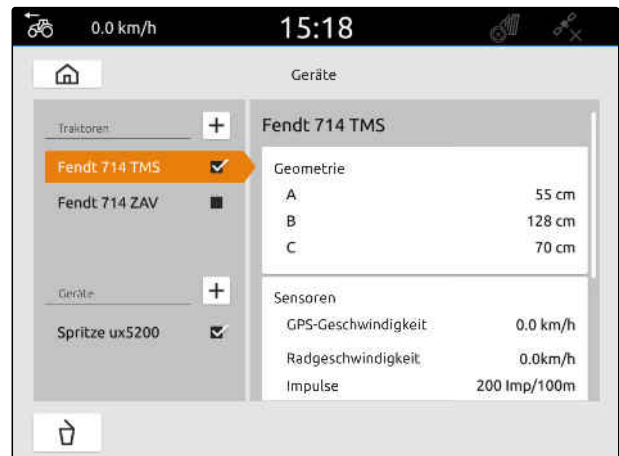 0.0 km/h
15:18
Geräte
Traktoren
Fendt 714 TMS
Fendt 714 ZAV
Geräte
Spritze ux5200
Fendt 714 TMS
Geometrie
A 55 cm
B 128 cm
C 70 cm
Sensoren
GPS-Geschwindigkeit 0.0 km/h
Radgeschwindigkeit 0.0km/h
Impulse 200 Imp/100m